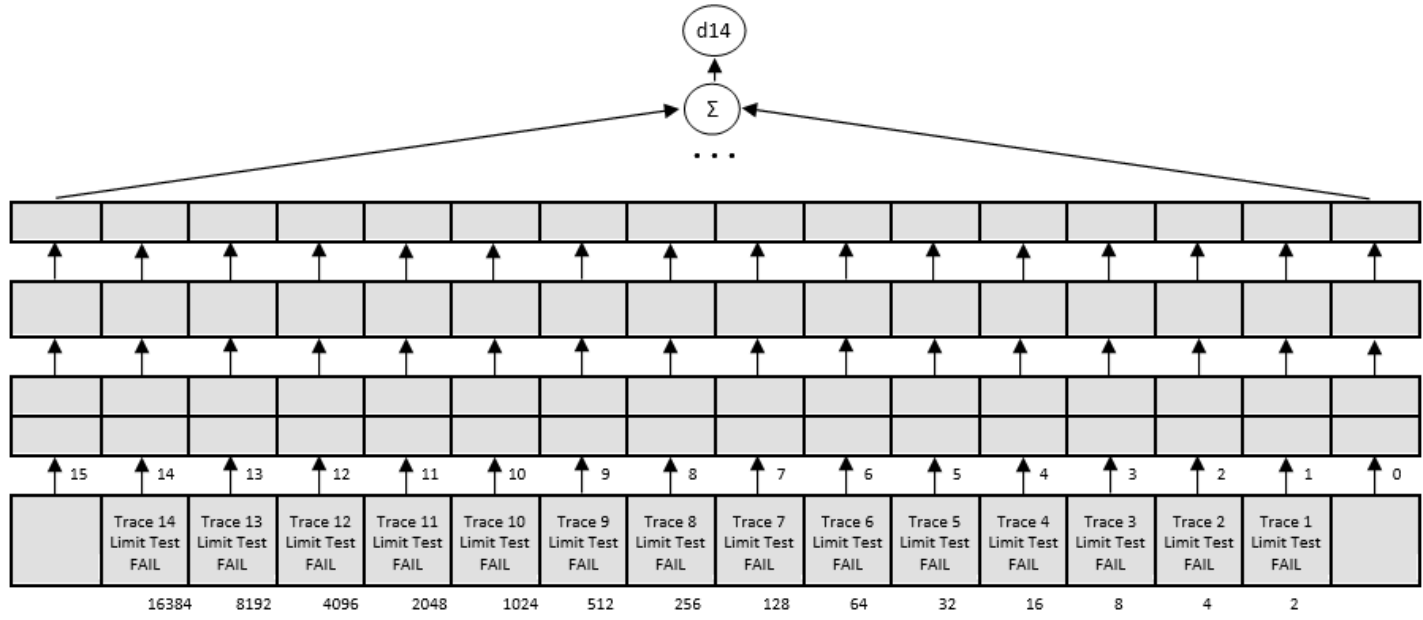 d14
Σ
...
15 14 13 12 11 10 9 8 7 6 5 4 3 2 1 0
Trace 14 Trace 13 Trace 12 Trace 11 Trace 10 Trace 9 Trace 8 Trace 7 Trace 6 Trace 5 Trace 4 Trace 3 Trace 2 Trace 1
Limit Test Limit Test Limit Test Limit Test Limit Test Limit Test Limit Test Limit Test Limit Test Limit Test Limit Test Limit Test Limit Test Limit Test
FAIL FAIL FAIL FAIL FAIL FAIL FAIL FAIL FAIL FAIL FAIL FAIL FAIL FAIL
16384 8192 4096 2048 1024 512 256 128 64 32 16 8 4 2